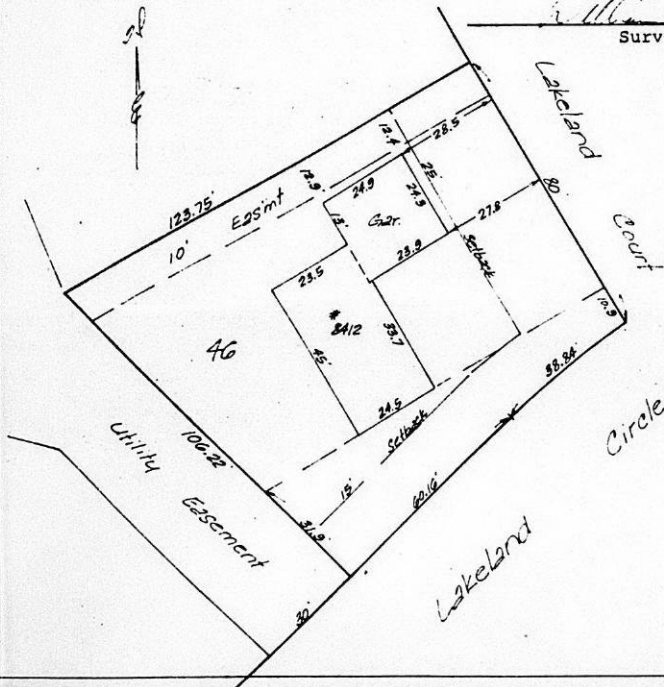 Surv
Lakeland
Court
80
12.4
28.5
25'
12.9'
24.9
24.9
123.75'
Eas'mt
10'
13'
Gar.
27.8
23.9
Setback
23.5
* 8412
33.7
45'
46
10.9
38.84'
24.5
Setback
Circle
106.22'
Utility
Easement
15'
31.9'
60.16'
Lakeland
30'